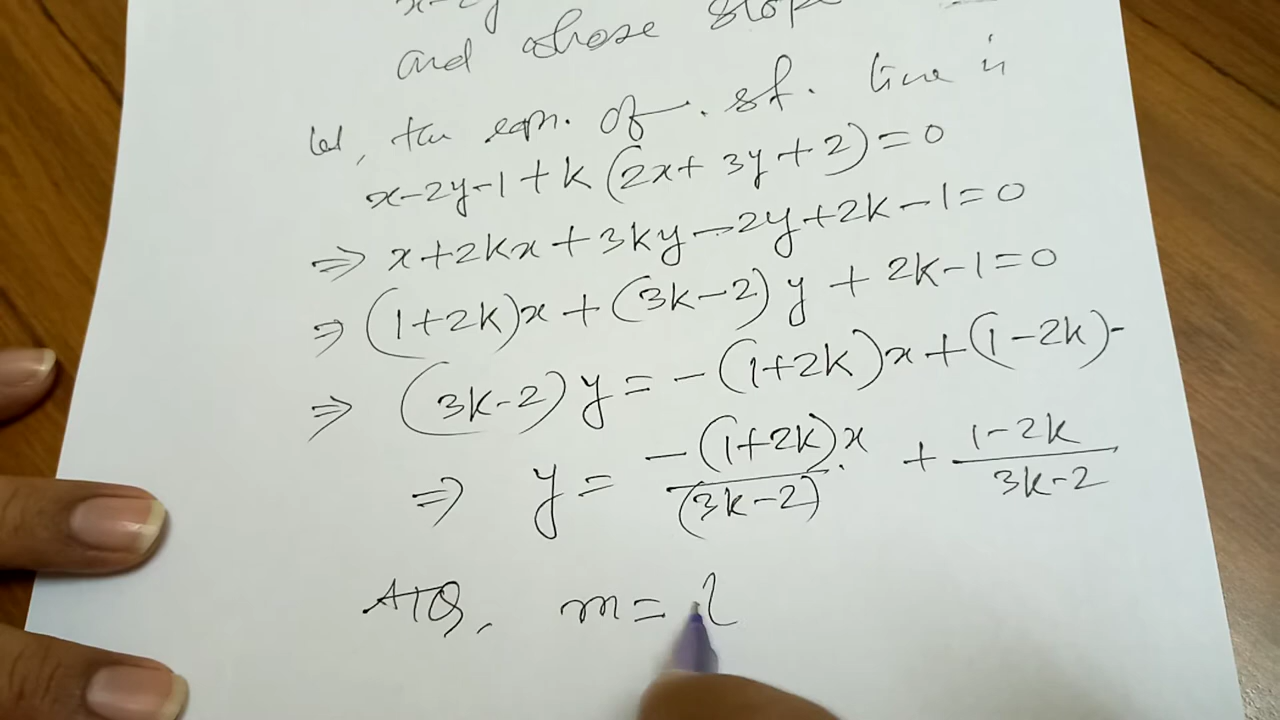 x-2y
and whose slope
Let, the eqn. of st. line is
x-2y-1+k(2x+3y+2)=0
⇒ x+2kx+3ky-2y+2k-1=0
⇒ (1+2k)x+(3k-2)y+2k-1=0
⇒ (3k-2)y=-(1+2k)x+(1-2k)-
⇒ y=-(1+2k)x/(3k-2) + 1-2k/3k-2
ATQ, m=